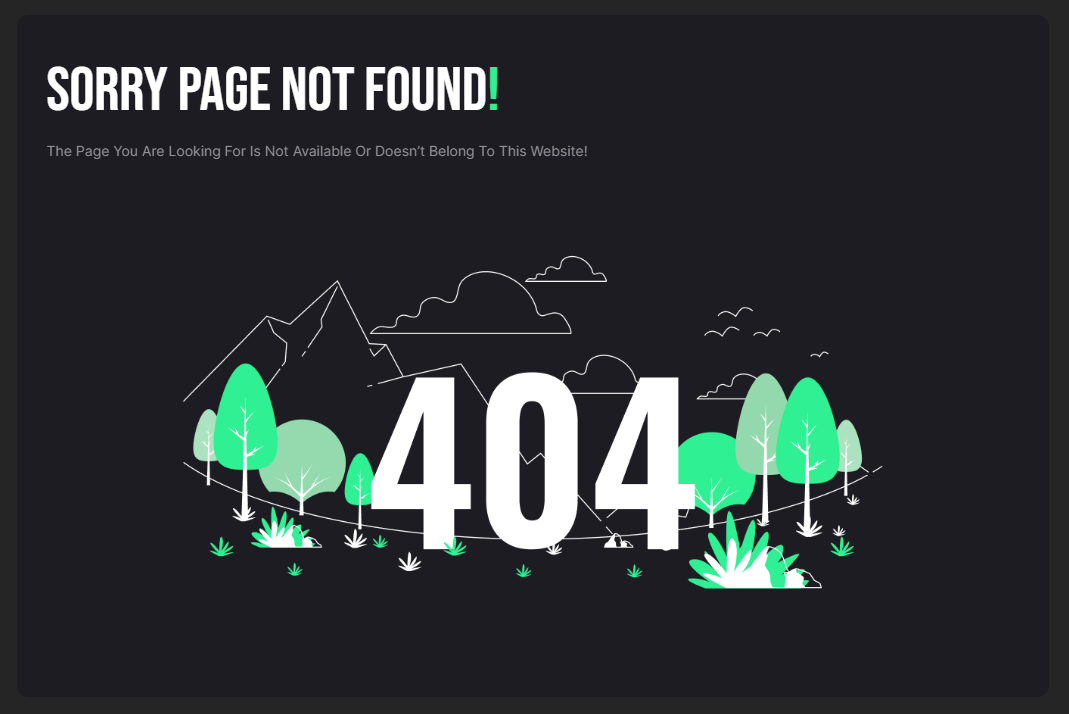 SORRY PAGE NOT FOUND!
The Page You Are Looking For Is Not Available Or Doesn’t Belong To This Website!
404